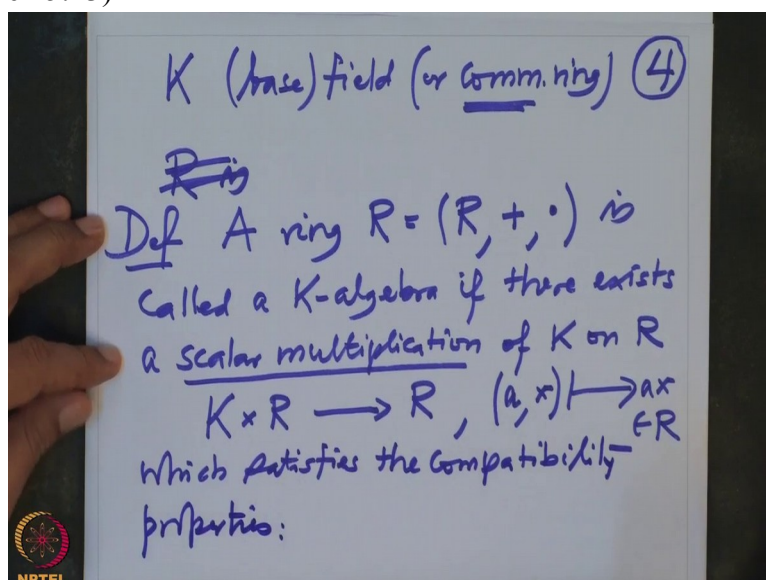 K (base) field (or comm. ring) ④
R is
Def A ring R = (R, +, ·) is
called a K-algebra if there exists
a scalar multiplication of K on R
K × R ⟶ R, (a, x) ⟼ ax
∈ R
which satisfies the compatibility
properties:
NPTEL